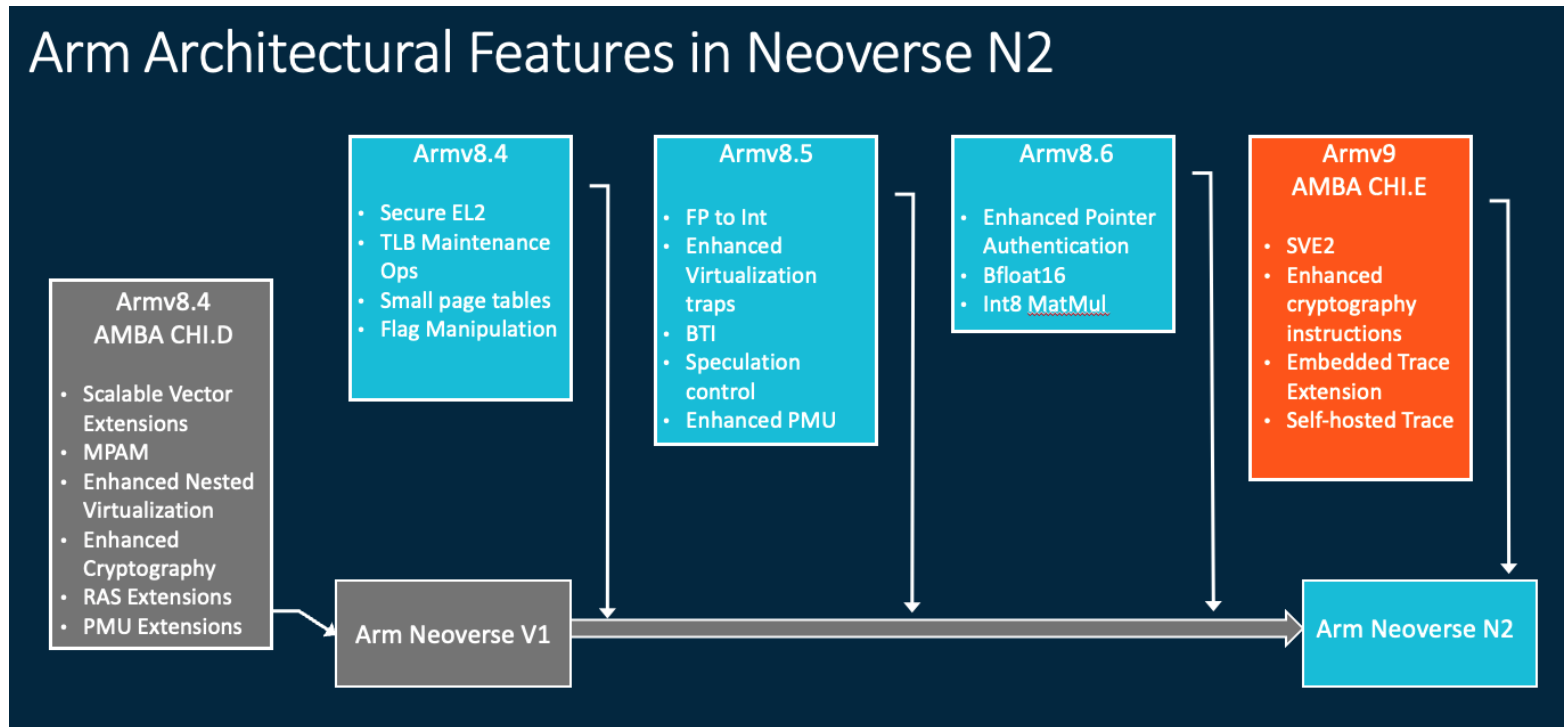 Arm Architectural Features in Neoverse N2
Armv8.4
AMBA CHI.D
• Scalable Vector
Extensions
• MPAM
• Enhanced Nested
Virtualization
• Enhanced
Cryptography
• RAS Extensions
• PMU Extensions
Arm Neoverse V1
Armv8.4
• Secure EL2
• TLB Maintenance
Ops
• Small page tables
• Flag Manipulation
Armv8.5
• FP to Int
• Enhanced
Virtualization
traps
• BTI
• Speculation
control
• Enhanced PMU
Armv8.6
• Enhanced Pointer
Authentication
• Bfloat16
• Int8 MatMul
Armv9
AMBA CHI.E
• SVE2
• Enhanced
cryptography
instructions
• Embedded Trace
Extension
• Self-hosted Trace
Arm Neoverse N2